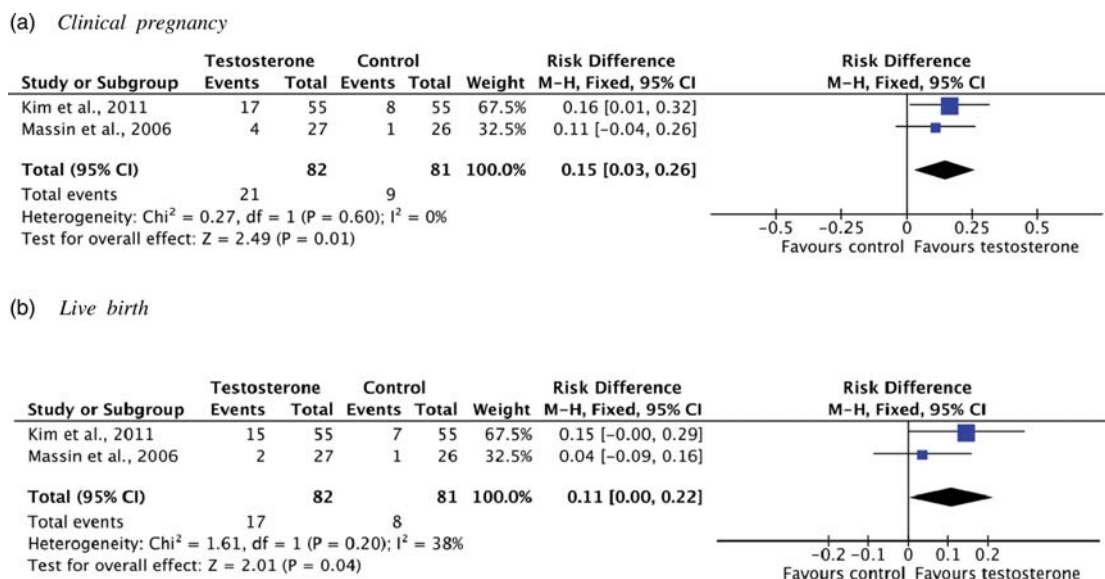 (a) Clinical pregnancy
Testosterone Control Risk Difference Risk Difference
Study or Subgroup Events Total Events Total Weight M-H, Fixed, 95% CI M-H, Fixed, 95% CI
Kim et al., 2011 17 55 8 55 67.5% 0.16 [0.01, 0.32]
Massin et al., 2006 4 27 1 26 32.5% 0.11 [-0.04, 0.26]
Total (95% CI) 82 81 100.0% 0.15 [0.03, 0.26]
Total events 21 9
Heterogeneity: Chi² = 0.27, df = 1 (P = 0.60); I² = 0%
Test for overall effect: Z = 2.49 (P = 0.01)
-0.5 -0.25 0 0.25 0.5
Favours control Favours testosterone
(b) Live birth
Testosterone Control Risk Difference Risk Difference
Study or Subgroup Events Total Events Total Weight M-H, Fixed, 95% CI M-H, Fixed, 95% CI
Kim et al., 2011 15 55 7 55 67.5% 0.15 [-0.00, 0.29]
Massin et al., 2006 2 27 1 26 32.5% 0.04 [-0.09, 0.16]
Total (95% CI) 82 81 100.0% 0.11 [0.00, 0.22]
Total events 17 8
Heterogeneity: Chi² = 1.61, df = 1 (P = 0.20); I² = 38%
Test for overall effect: Z = 2.01 (P = 0.04)
-0.2 -0.1 0 0.1 0.2
Favours control Favours testosterone